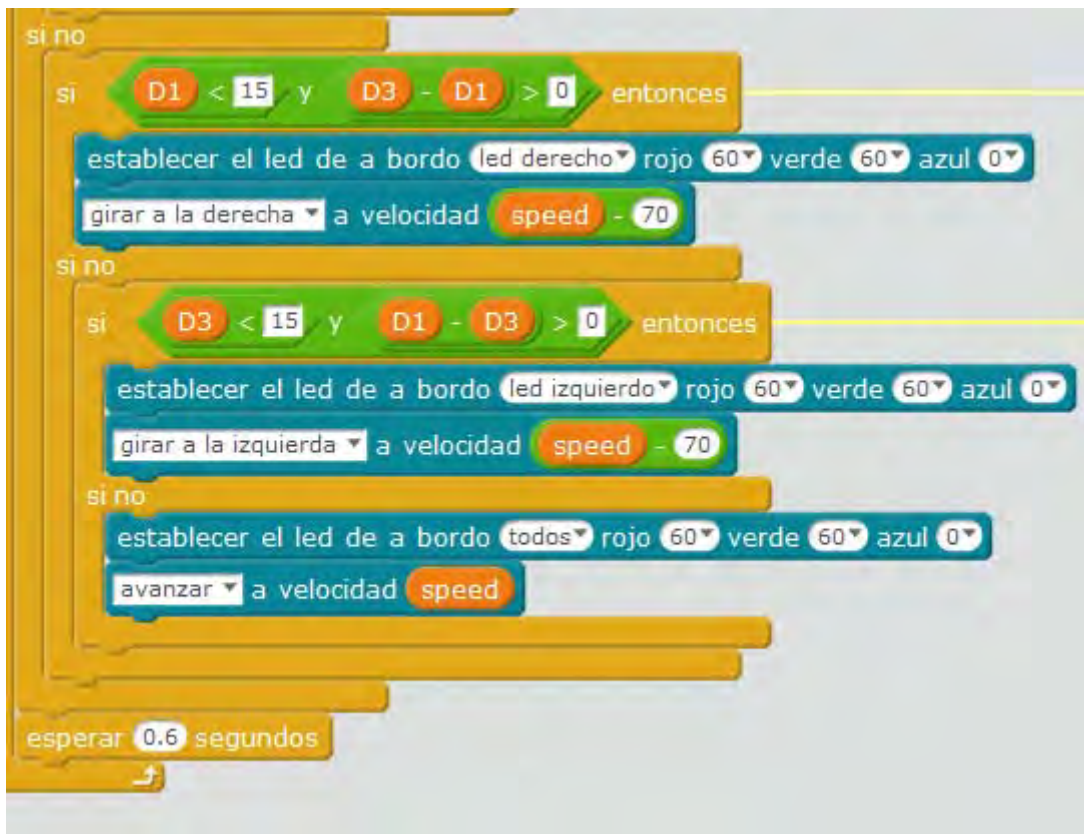 si no
si D1 < 15 y D3 - D1 > 0 entonces
establecer el led de a bordo led derecho rojo 60 verde 60 azul 0
girar a la derecha a velocidad speed - 70
si no
si D3 < 15 y D1 - D3 > 0 entonces
establecer el led de a bordo led izquierdo rojo 60 verde 60 azul 0
girar a la izquierda a velocidad speed - 70
si no
establecer el led de a bordo todos rojo 60 verde 60 azul 0
avanzar a velocidad speed
esperar 0.6 segundos